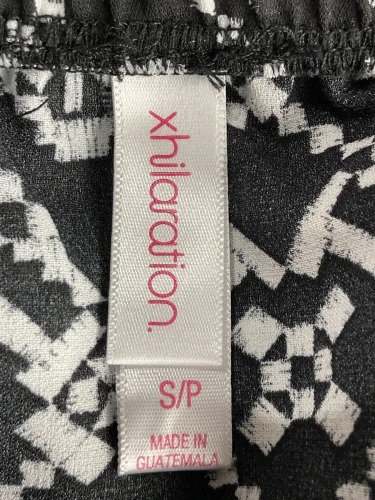 xhilaration.
S/P
MADE IN
GUATEMALA